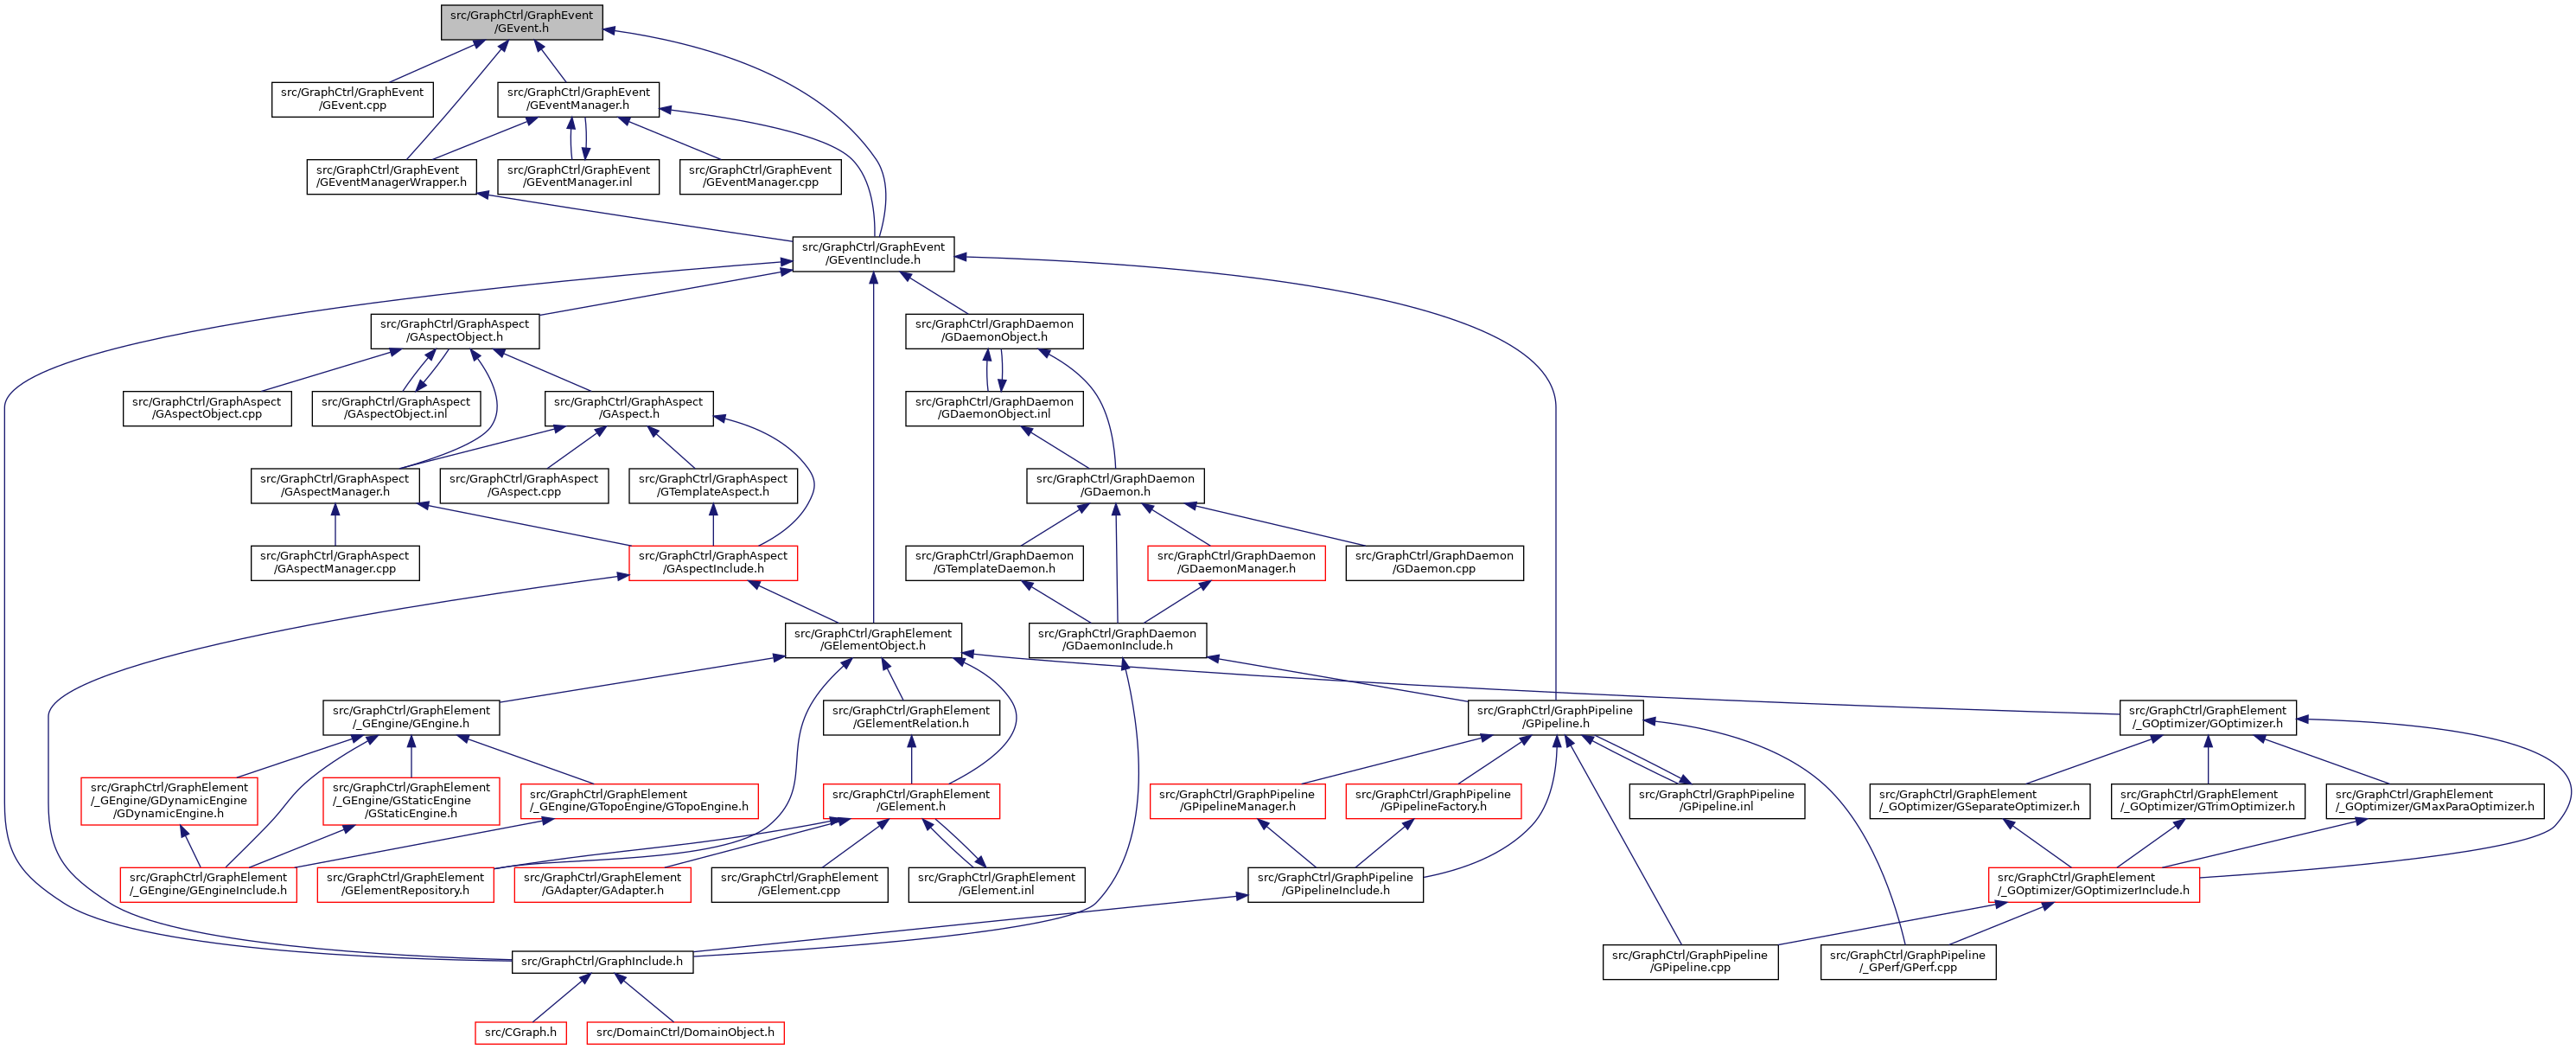 src/GraphCtrl/GraphEvent
/GEvent.h
src/GraphCtrl/GraphEvent
/GEvent.cpp
src/GraphCtrl/GraphEvent
/GEventManager.h
src/GraphCtrl/GraphEvent
/GEventManagerWrapper.h
src/GraphCtrl/GraphEvent
/GEventManager.inl
src/GraphCtrl/GraphEvent
/GEventManager.cpp
src/GraphCtrl/GraphEvent
/GEventInclude.h
src/GraphCtrl/GraphAspect
/GAspectObject.h
src/GraphCtrl/GraphDaemon
/GDaemonObject.h
src/GraphCtrl/GraphAspect
/GAspectObject.cpp
src/GraphCtrl/GraphAspect
/GAspectObject.inl
src/GraphCtrl/GraphAspect
/GAspect.h
src/GraphCtrl/GraphDaemon
/GDaemonObject.inl
src/GraphCtrl/GraphAspect
/GAspectManager.h
src/GraphCtrl/GraphAspect
/GAspect.cpp
src/GraphCtrl/GraphAspect
/GTemplateAspect.h
src/GraphCtrl/GraphDaemon
/GDaemon.h
src/GraphCtrl/GraphAspect
/GAspectManager.cpp
src/GraphCtrl/GraphAspect
/GAspectInclude.h
src/GraphCtrl/GraphDaemon
/GTemplateDaemon.h
src/GraphCtrl/GraphDaemon
/GDaemonManager.h
src/GraphCtrl/GraphDaemon
/GDaemon.cpp
src/GraphCtrl/GraphElement
/GElementObject.h
src/GraphCtrl/GraphDaemon
/GDaemonInclude.h
src/GraphCtrl/GraphElement
/_GEngine/GEngine.h
src/GraphCtrl/GraphElement
/GElementRelation.h
src/GraphCtrl/GraphPipeline
/GPipeline.h
src/GraphCtrl/GraphElement
/_GOptimizer/GOptimizer.h
src/GraphCtrl/GraphElement
/_GEngine/GDynamicEngine
/GDynamicEngine.h
src/GraphCtrl/GraphElement
/_GEngine/GStaticEngine
/GStaticEngine.h
src/GraphCtrl/GraphElement
/_GEngine/GTopoEngine/GTopoEngine.h
src/GraphCtrl/GraphElement
/GElement.h
src/GraphCtrl/GraphPipeline
/GPipelineManager.h
src/GraphCtrl/GraphPipeline
/GPipelineFactory.h
src/GraphCtrl/GraphPipeline
/GPipeline.inl
src/GraphCtrl/GraphElement
/_GOptimizer/GSeparateOptimizer.h
src/GraphCtrl/GraphElement
/_GOptimizer/GTrimOptimizer.h
src/GraphCtrl/GraphElement
/_GOptimizer/GMaxParaOptimizer.h
src/GraphCtrl/GraphElement
/_GEngine/GEngineInclude.h
src/GraphCtrl/GraphElement
/GElementRepository.h
src/GraphCtrl/GraphElement
/GAdapter/GAdapter.h
src/GraphCtrl/GraphElement
/GElement.cpp
src/GraphCtrl/GraphElement
/GElement.inl
src/GraphCtrl/GraphPipeline
/GPipelineInclude.h
src/GraphCtrl/GraphElement
/_GOptimizer/GOptimizerInclude.h
src/GraphCtrl/GraphInclude.h
src/GraphCtrl/GraphPipeline
/GPipeline.cpp
src/GraphCtrl/GraphPipeline
/_GPerf/GPerf.cpp
src/CGraph.h
src/DomainCtrl/DomainObject.h